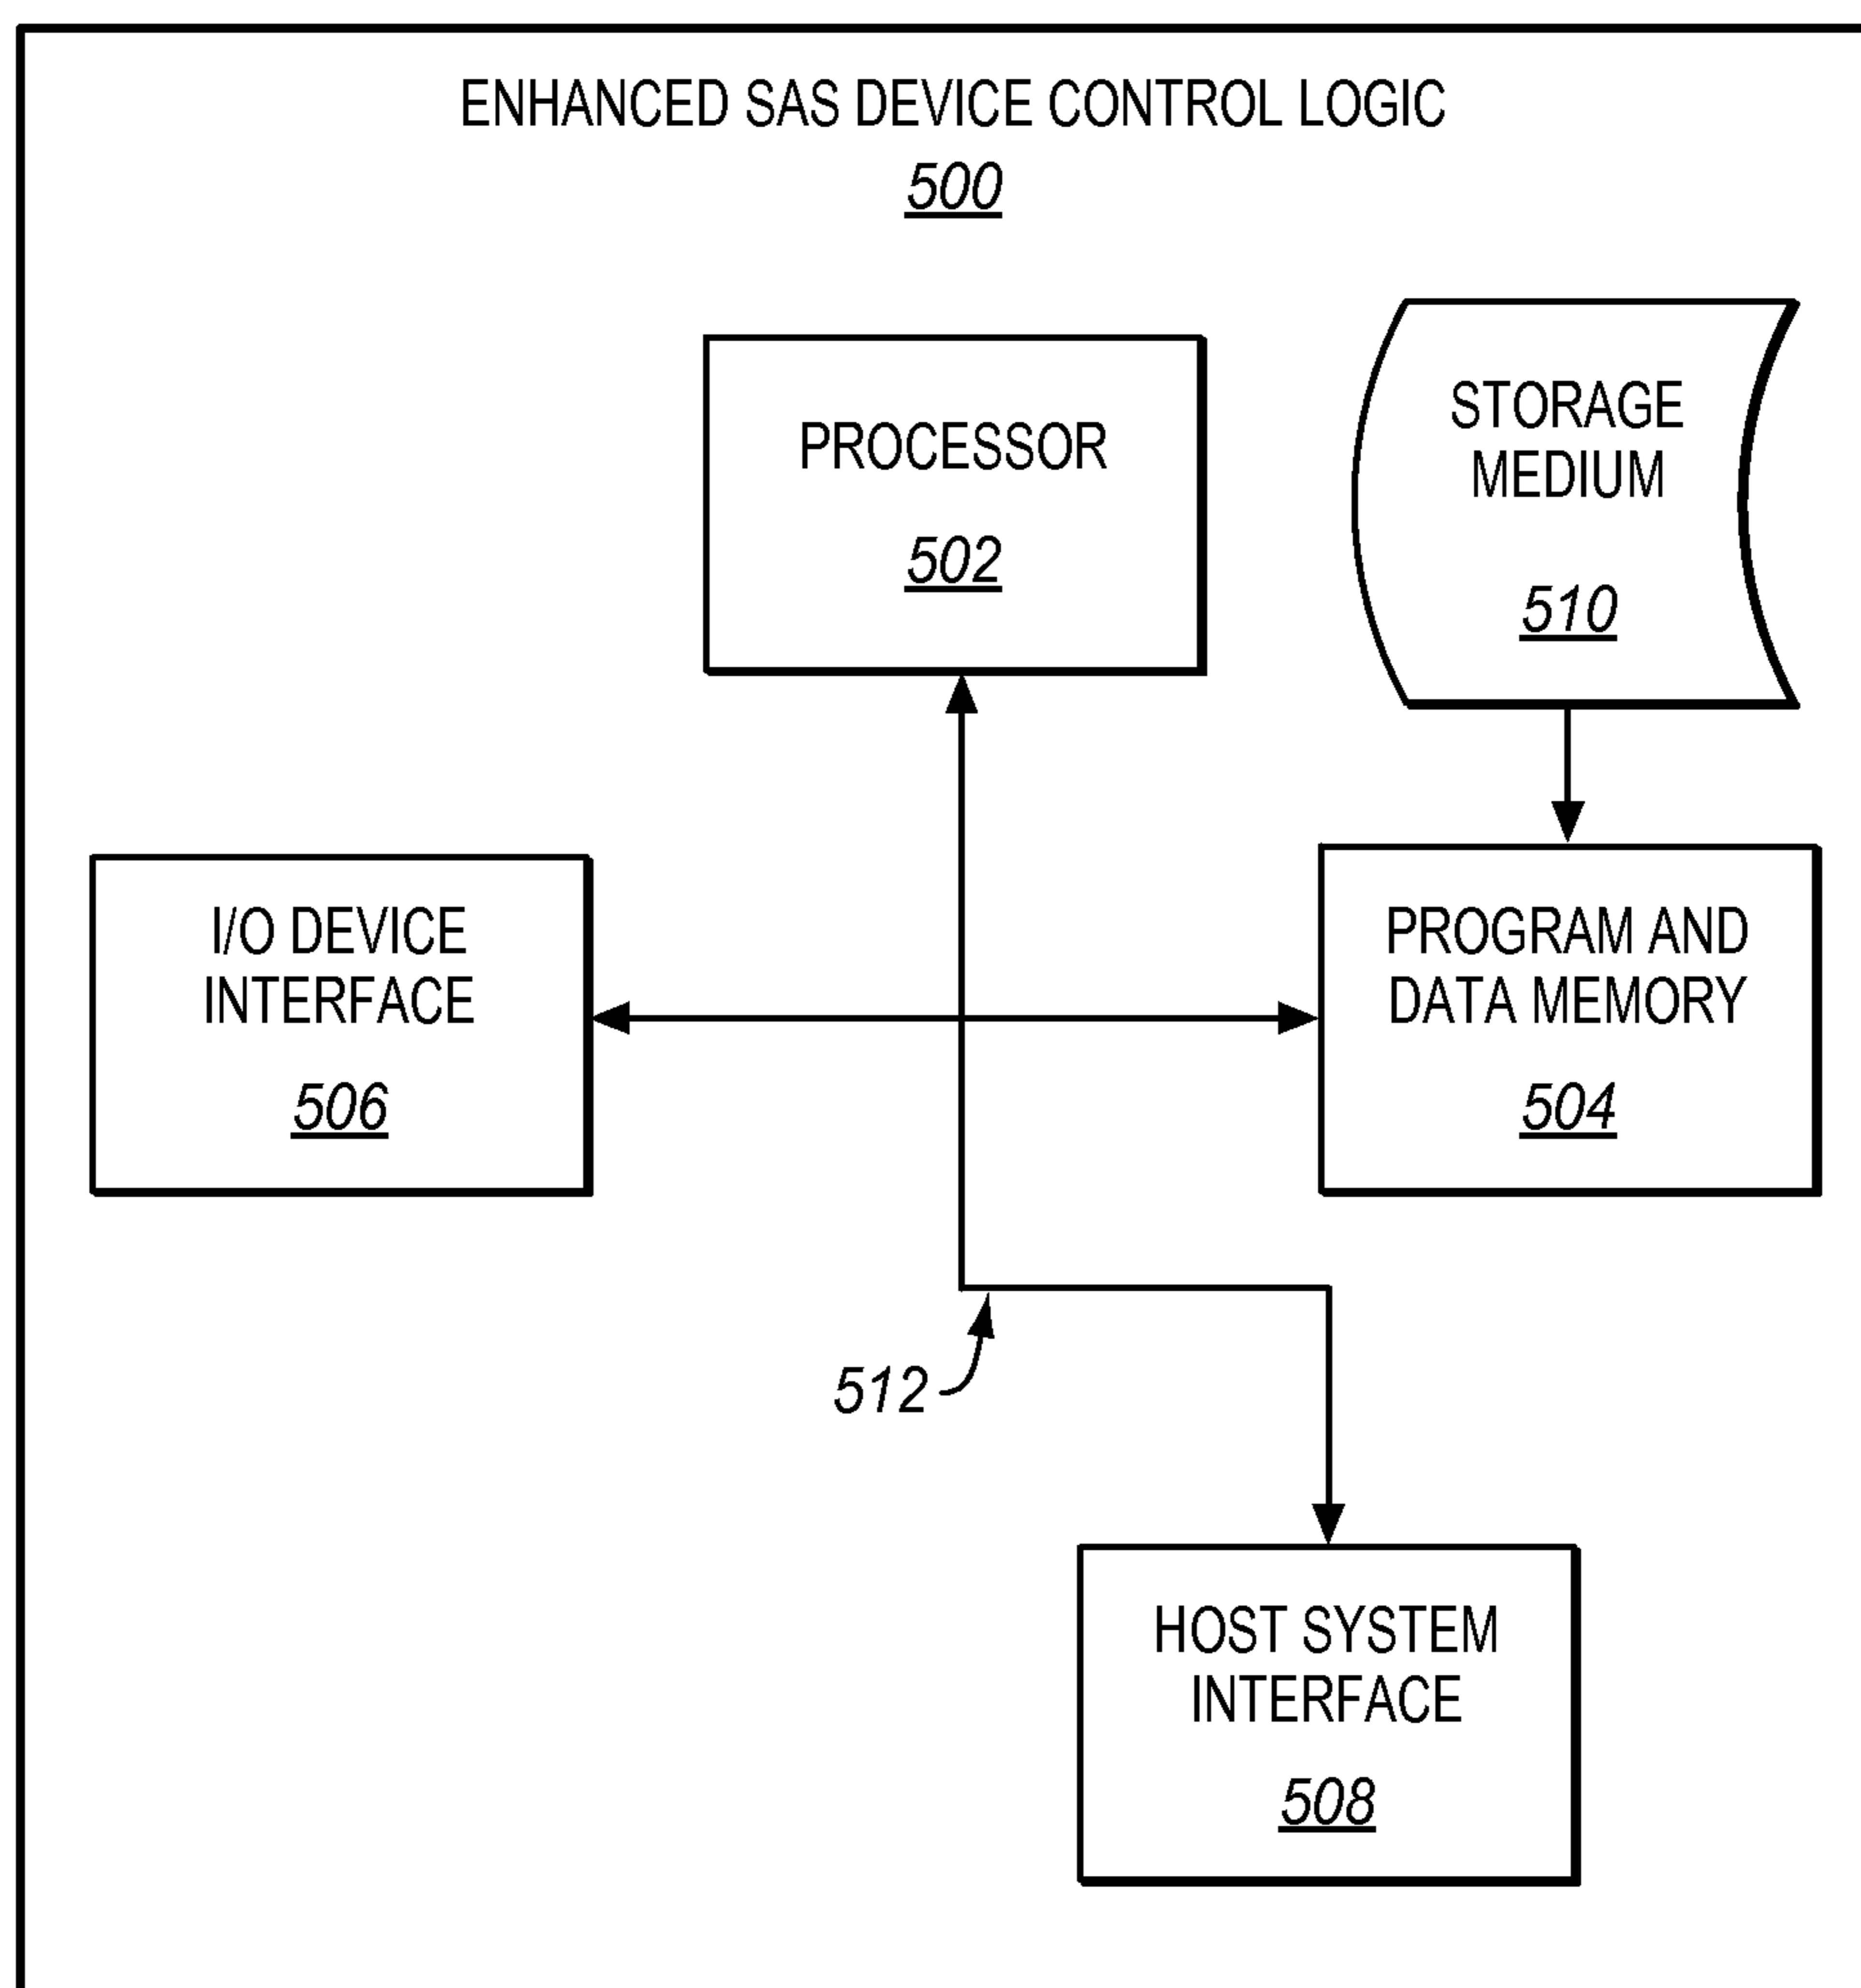 ENHANCED SAS DEVICE CONTROL LOGIC
500
PROCESSOR
502
STORAGE
MEDIUM
510
I/O DEVICE
INTERFACE
506
PROGRAM AND
DATA MEMORY
504
512
HOST SYSTEM
INTERFACE
508